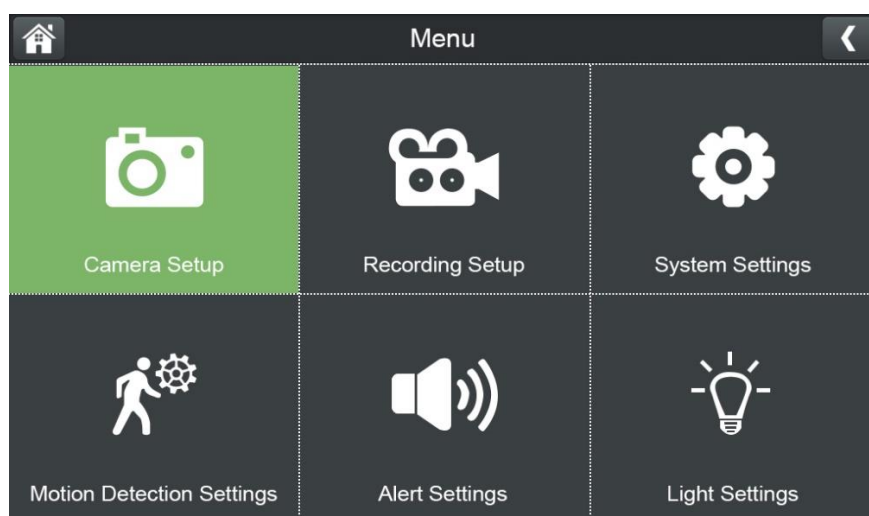 Menu
Camera Setup
Recording Setup
System Settings
Motion Detection Settings
Alert Settings
Light Settings